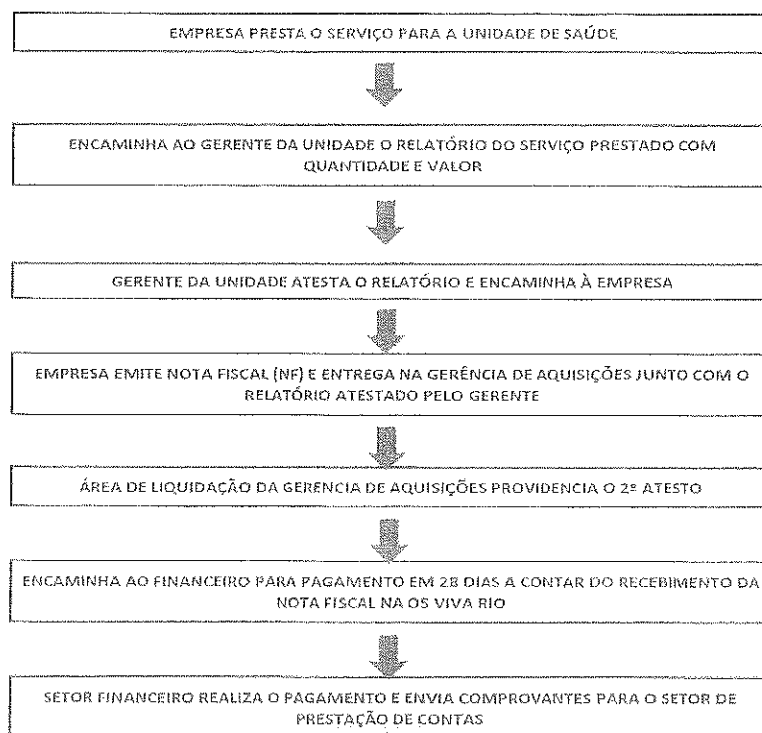 EMPRESA PRESTA O SERVIÇO PARA A UNIDADE DE SAÚDE
ENCAMINHA AO GERENTE DA UNIDADE O RELATÓRIO DO SERVIÇO PRESTADO COM
QUANTIDADE E VALOR
GERENTE DA UNIDADE ATESTA O RELATÓRIO E ENCAMINHA À EMPRESA
EMPRESA EMITE NOTA FISCAL (NF) E ENTREGA NA GERÊNCIA DE AQUISIÇÕES JUNTO COM O
RELATÓRIO ATESTADO PELO GERENTE
ÁREA DE LIQUIDAÇÃO DA GERENCIA DE AQUISIÇÕES PROVIDENCIA O 2º ATESTO
ENCAMINHA AO FINANCEIRO PARA PAGAMENTO EM 28 DIAS A CONTAR DO RECEBIMENTO DA
NOTA FISCAL NA OS VIVA RIO
SETOR FINANCEIRO REALIZA O PAGAMENTO E ENVIA COMPROVANTES PARA O SETOR DE
PRESTAÇÃO DE CONTAS